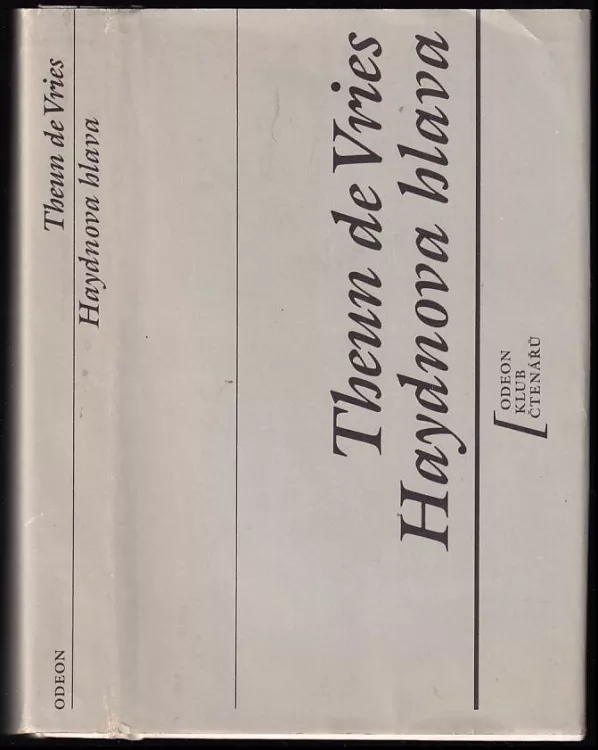 Theun de Vries
Haydnova hlava
ODEON
Theun de Vries
Haydnova hlava
ODEON
KLUB
ČTENÁŘŮ